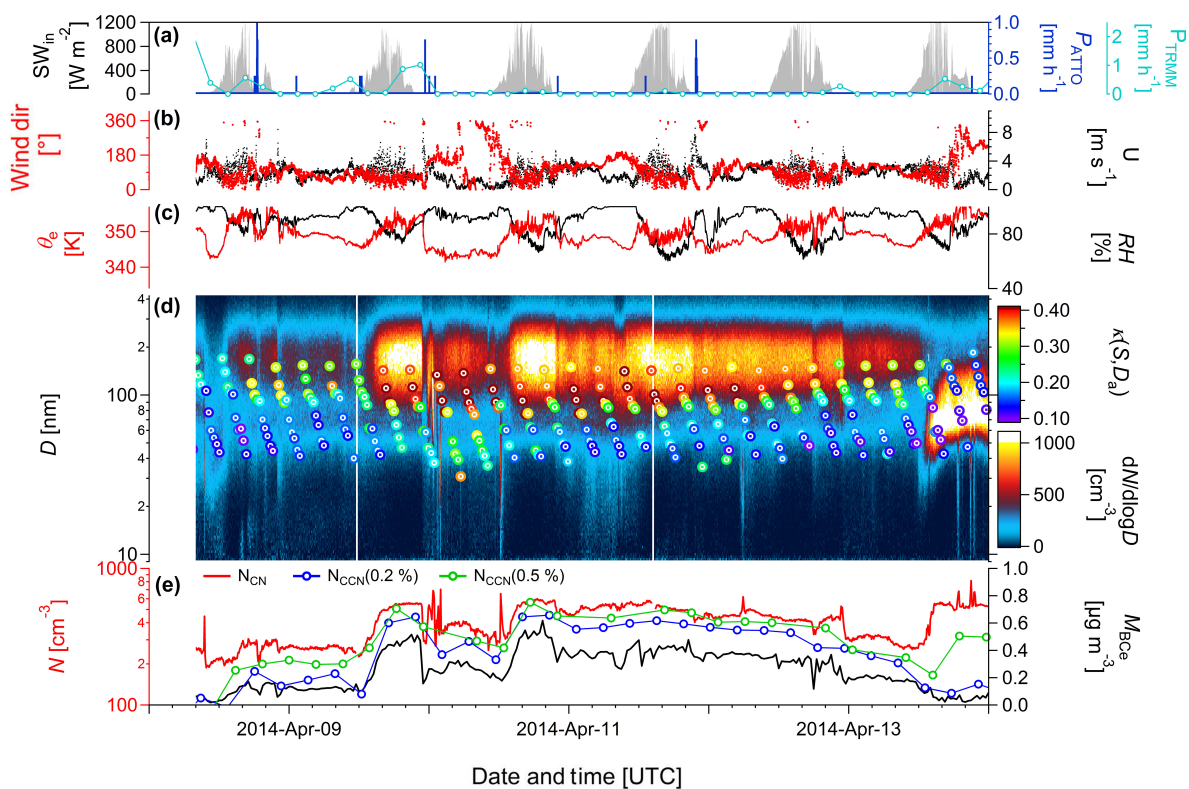 SW_in [W m^-2]
1200
800
400
0
(a)
1.0
0.5
0.0
P_ATTO [mm h^-1]
2
1
0
P_TRMM [mm h^-1]
Wind dir [°]
360
180
0
(b)
8
4
0
U [m s^-1]
θ_e [K]
350
340
(c)
80
40
RH [%]
D [nm]
4
2
100
8
6
4
2
10
(d)
0.40
0.30
0.20
0.10
κ(S,D_a)
1000
500
0
dN/dlogD [cm^-3]
N [cm^-3]
1000
6
4
2
100
(e)
N_CN
N_CCN(0.2 %)
N_CCN(0.5 %)
1.0
0.8
0.6
0.4
0.2
0.0
M_BCe [µg m^-3]
2014-Apr-09
2014-Apr-11
2014-Apr-13
Date and time [UTC]